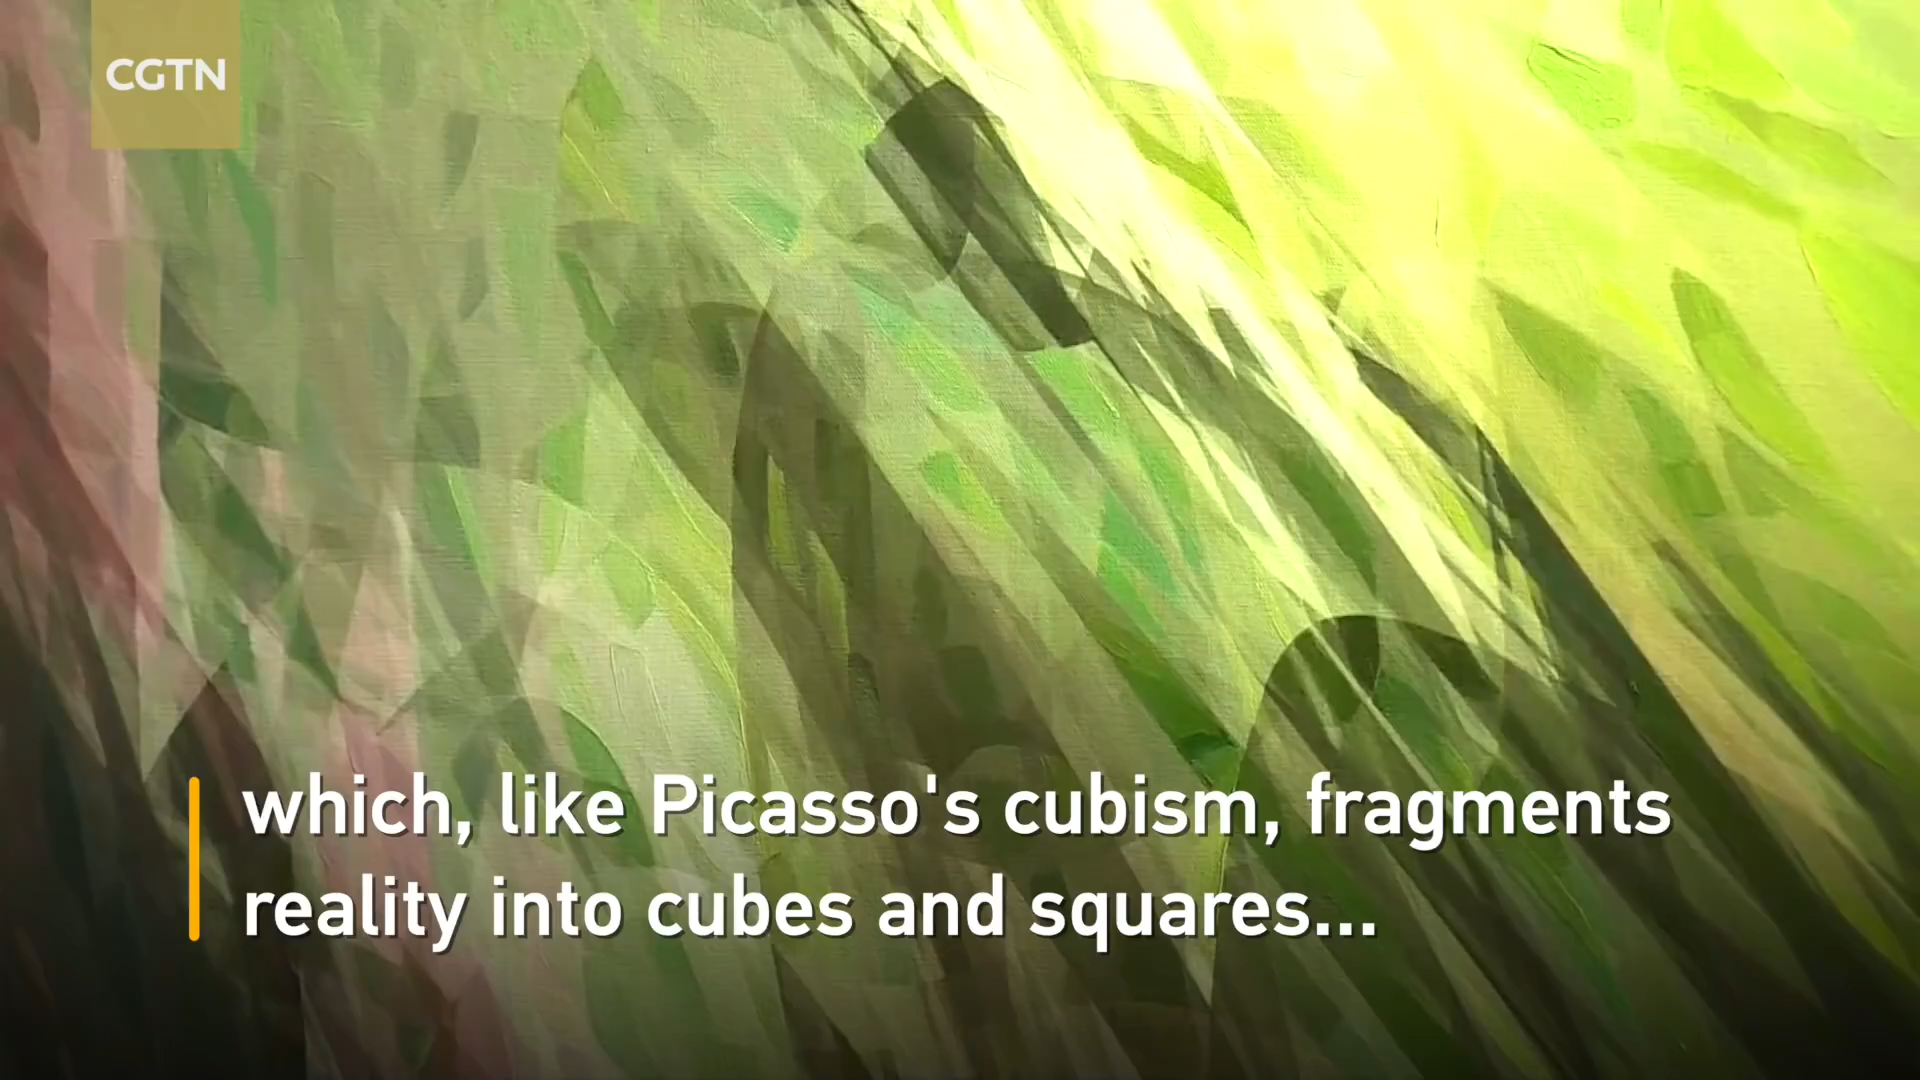 CGTN
which, like Picasso's cubism, fragments
reality into cubes and squares...